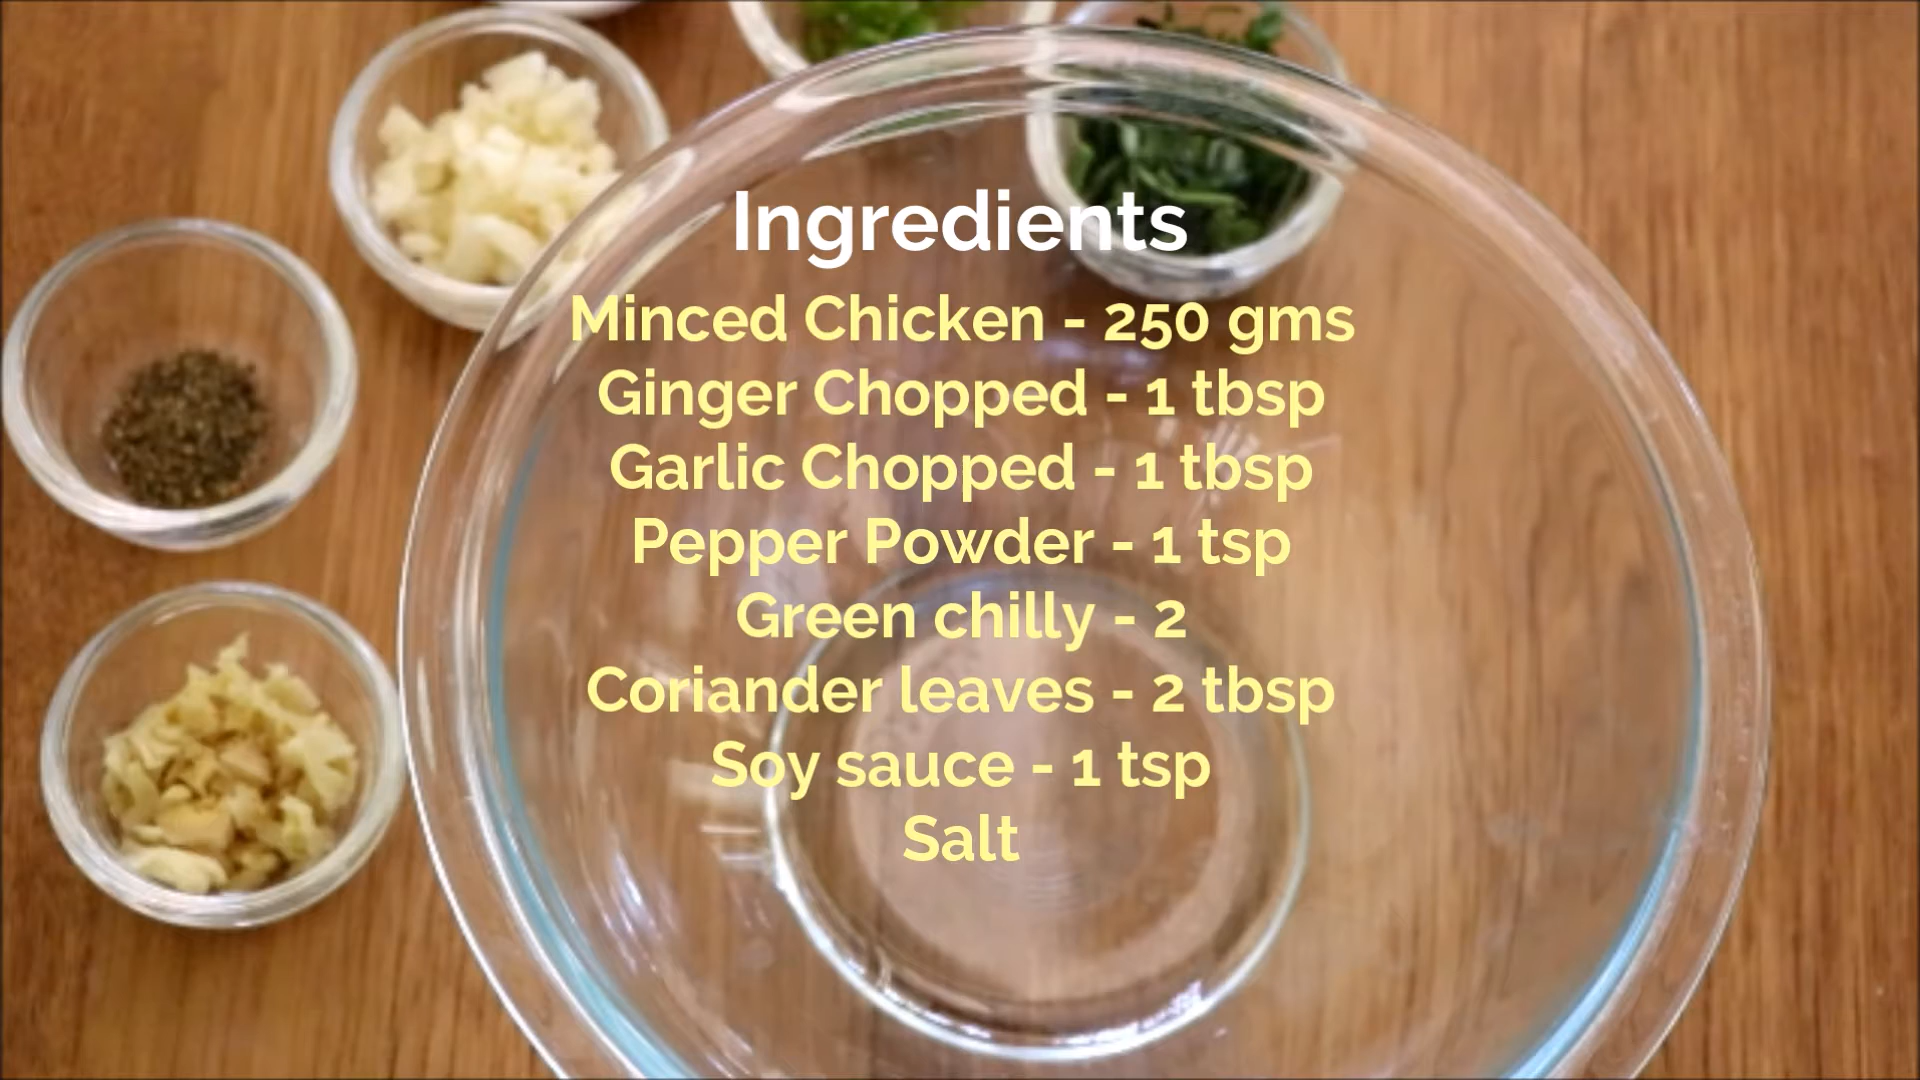 Ingredients
Minced Chicken - 250 gms
Ginger Chopped - 1 tbsp
Garlic Chopped - 1 tbsp
Pepper Powder - 1 tsp
Green chilly - 2
Coriander leaves - 2 tbsp
Soy sauce - 1 tsp
Salt